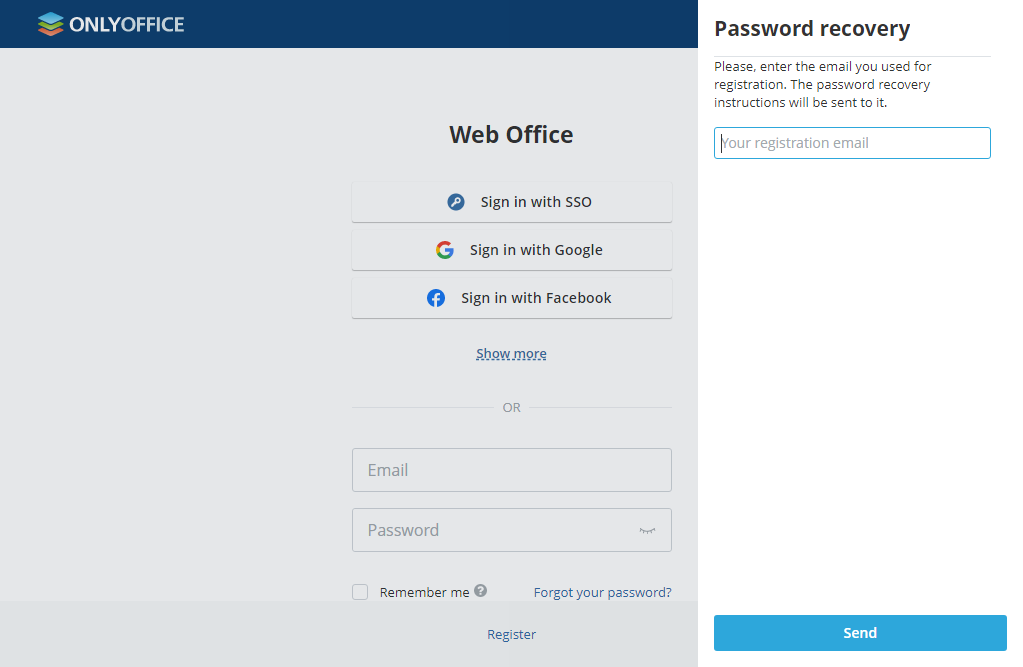 ONLYOFFICE
Web Office
Sign in with SSO
Sign in with Google
Sign in with Facebook
Show more
OR
Email
Password
Remember me ?
Forgot your password?
Register
Password recovery
Please, enter the email you used for
registration. The password recovery
instructions will be sent to it.
Your registration email
Send